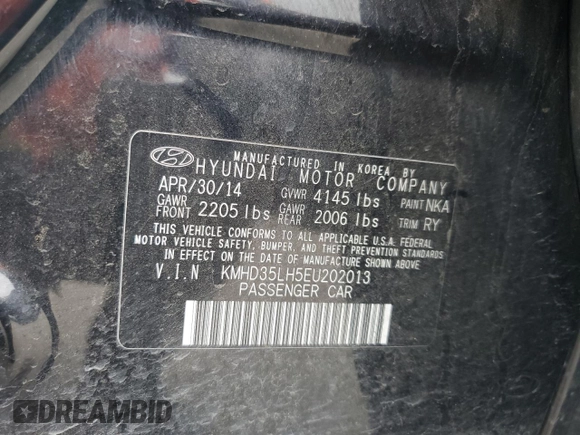 MANUFACTURED IN KOREA BY
HYUNDAI MOTOR COMPANY
APR/30/14 GVWR 4145 lbs PAINT NKA
GAWR FRONT 2205 lbs GAWR REAR 2006 lbs TRIM RY
THIS VEHICLE CONFORMS TO ALL APPLICABLE U.S.A. FEDERAL
MOTOR VEHICLE SAFETY, BUMPER, AND THEFT PREVENTION STANDARDS
IN EFFECT ON THE DATE OF MANUFACTURE SHOWN ABOVE
V.I.N KMHD35LH5EU202013
PASSENGER CAR
DREAMBID